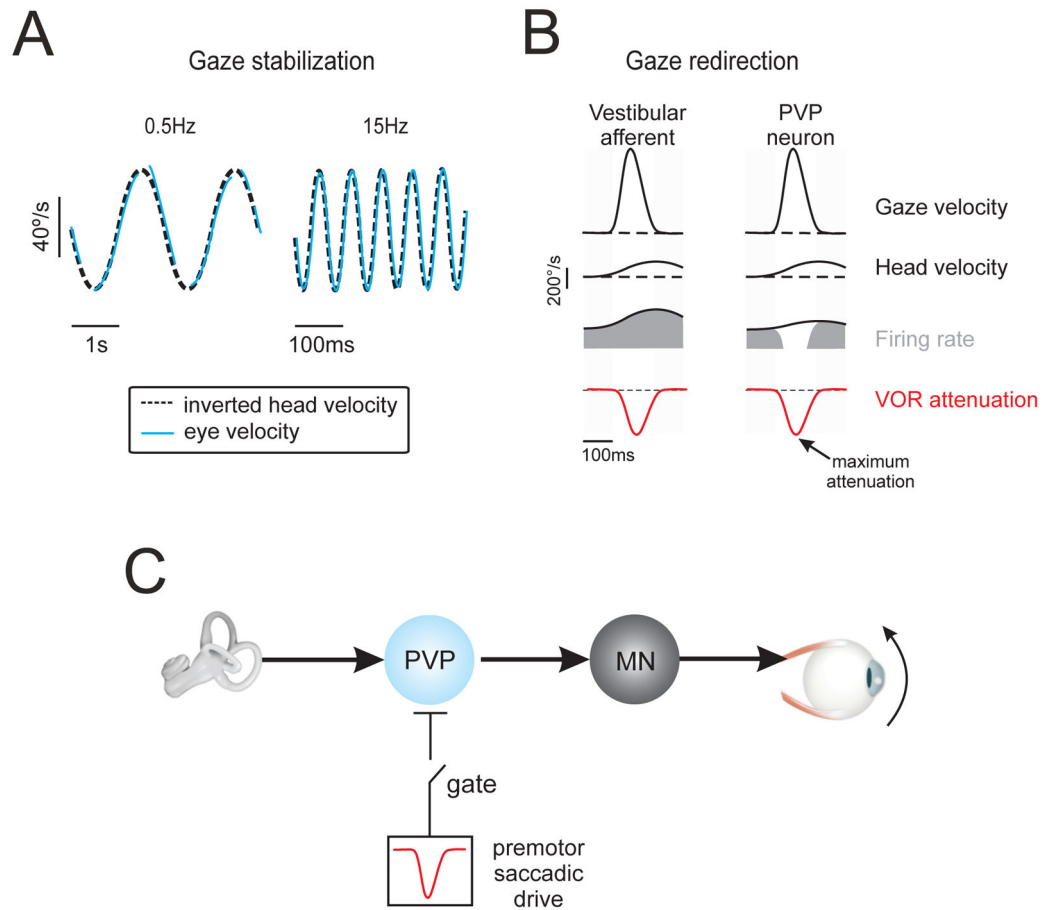 A
Gaze stabilization
0.5Hz
15Hz
40º/s
1s
100ms
inverted head velocity
eye velocity
B
Gaze redirection
Vestibular
afferent
PVP
neuron
Gaze velocity
Head velocity
200°/s
Firing rate
VOR attenuation
100ms
maximum
attenuation
C
PVP
MN
gate
premotor
saccadic
drive